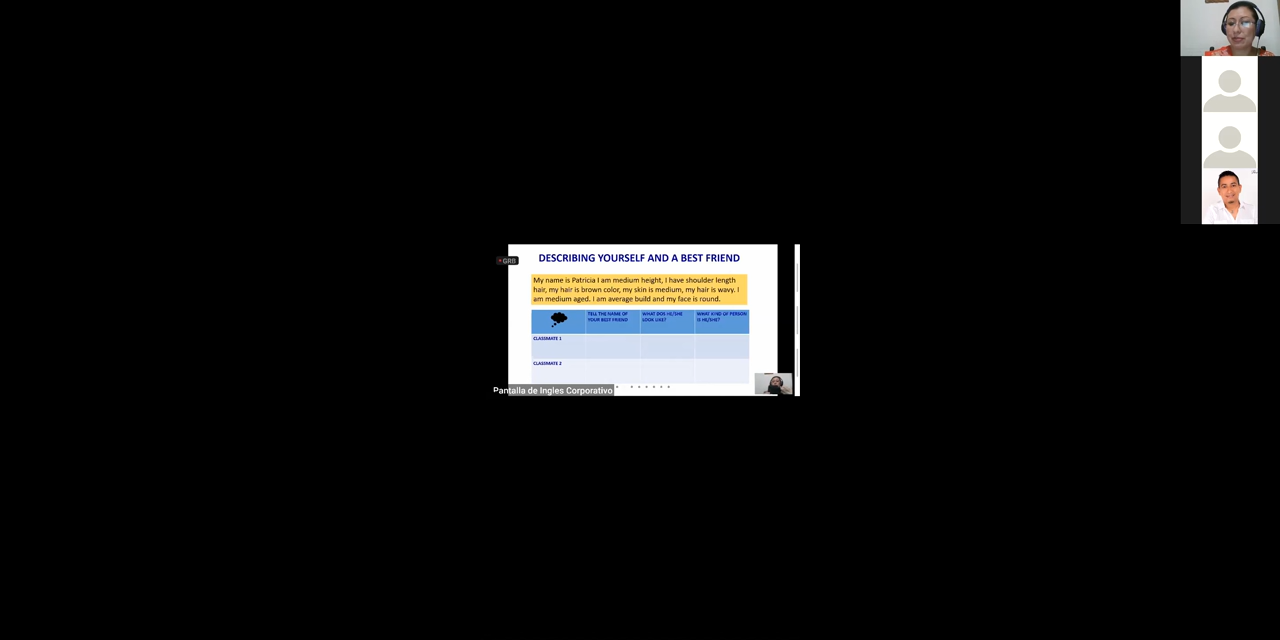 DESCRIBING YOURSELF AND A BEST FRIEND
GRB
My name is Patricia I am medium height, I have shoulder length
hair, my hair is brown color, my skin is medium, my hair is wavy. I
am medium aged. I am average build and my face is round.
TELL THE NAME OF
YOUR BEST FRIEND
WHAT DOS HE/SHE
LOOK LIKE?
WHAT KIND OF PERSON
IS HE/SHE?
CLASSMATE 1
CLASSMATE 2
Pantalla de Ingles Corporativo